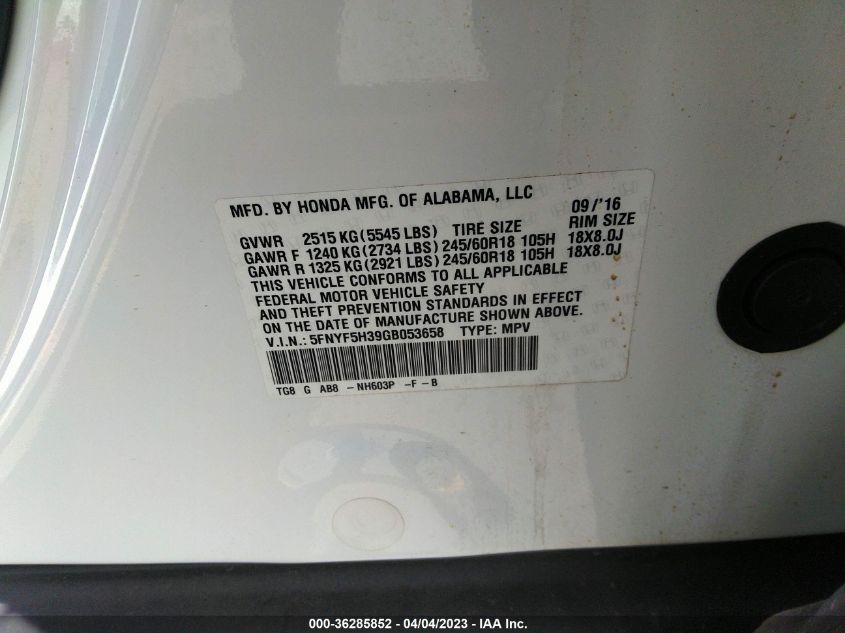 MFD. BY HONDA MFG. OF ALABAMA, LLC 09/'16
GVWR 2515 KG(5545 LBS) TIRE SIZE RIM SIZE
GAWR F 1240 KG(2734 LBS)245/60R18 105H 18X8.0J
GAWR R 1325 KG(2921 LBS)245/60R18 105H 18X8.0J
THIS VEHICLE CONFORMS TO ALL APPLICABLE
FEDERAL MOTOR VEHICLE SAFETY
AND THEFT PREVENTION STANDARDS IN EFFECT
ON THE DATE OF MANUFACTURE SHOWN ABOVE.
V.I.N.: 5FNYF5H39GB053658 TYPE: MPV
TG8 G AB8 -NH603P -F -B
000-36285852 - 04/04/2023 - IAA Inc.